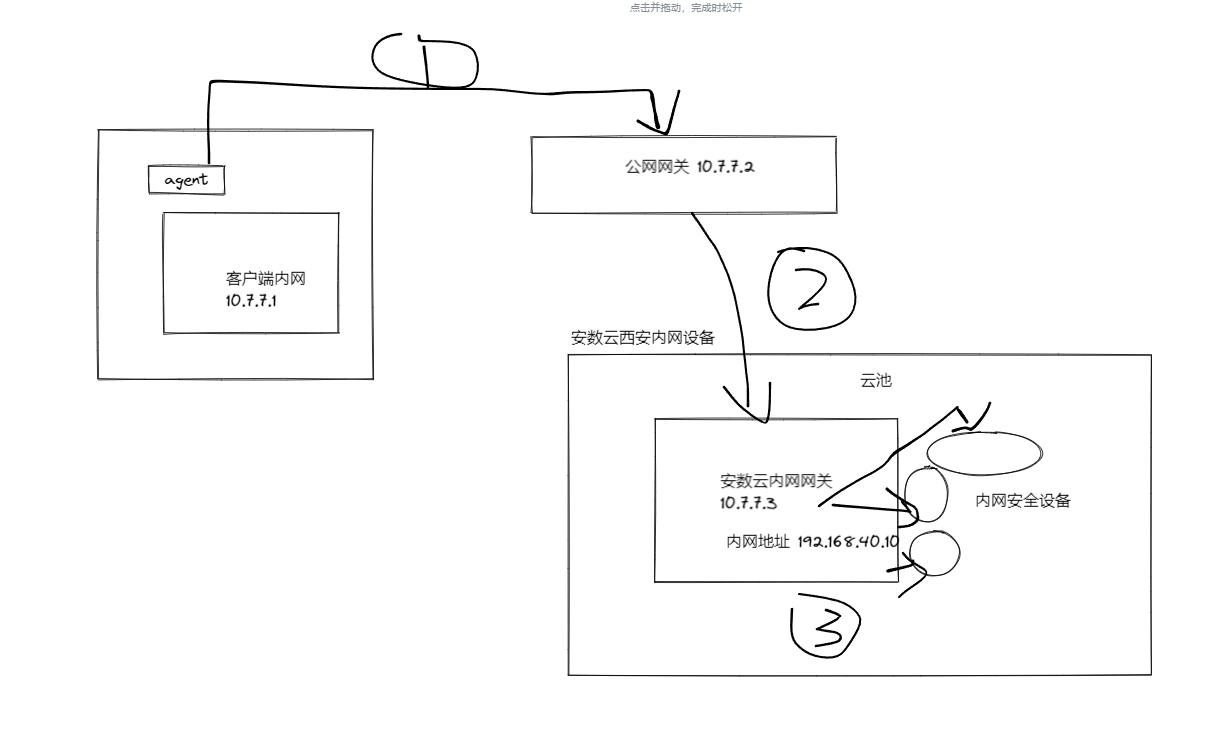 点击并拖动，完成时松开
1
agent
公网网关 10.7.7.2
客户端内网
10.7.7.1
2
安数云西安内网设备
云池
安数云内网网关
10.7.7.3
内网安全设备
内网地址 192.168.40.10
3